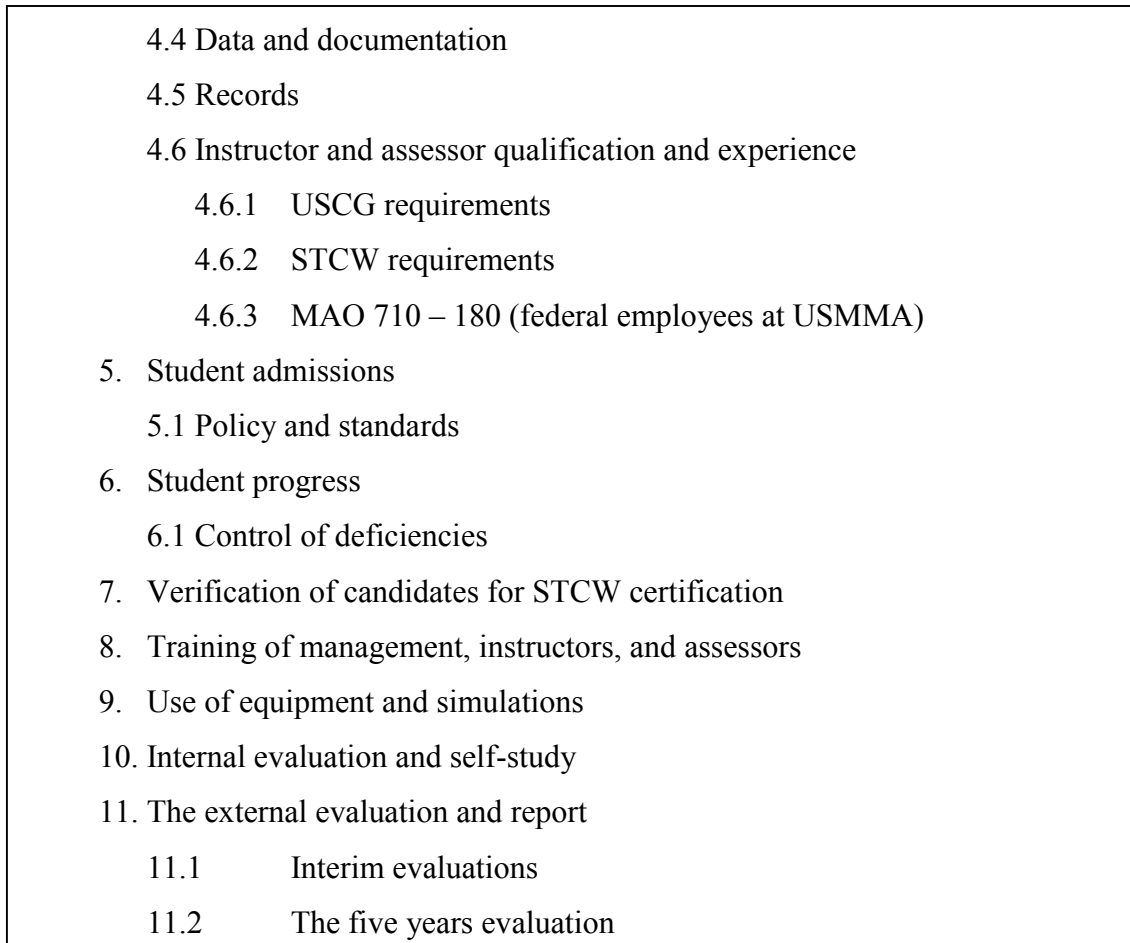 4.4 Data and documentation
4.5 Records
4.6 Instructor and assessor qualification and experience
4.6.1 USCG requirements
4.6.2 STCW requirements
4.6.3 MAO 710 – 180 (federal employees at USMMA)
5. Student admissions
5.1 Policy and standards
6. Student progress
6.1 Control of deficiencies
7. Verification of candidates for STCW certification
8. Training of management, instructors, and assessors
9. Use of equipment and simulations
10. Internal evaluation and self-study
11. The external evaluation and report
11.1 Interim evaluations
11.2 The five years evaluation